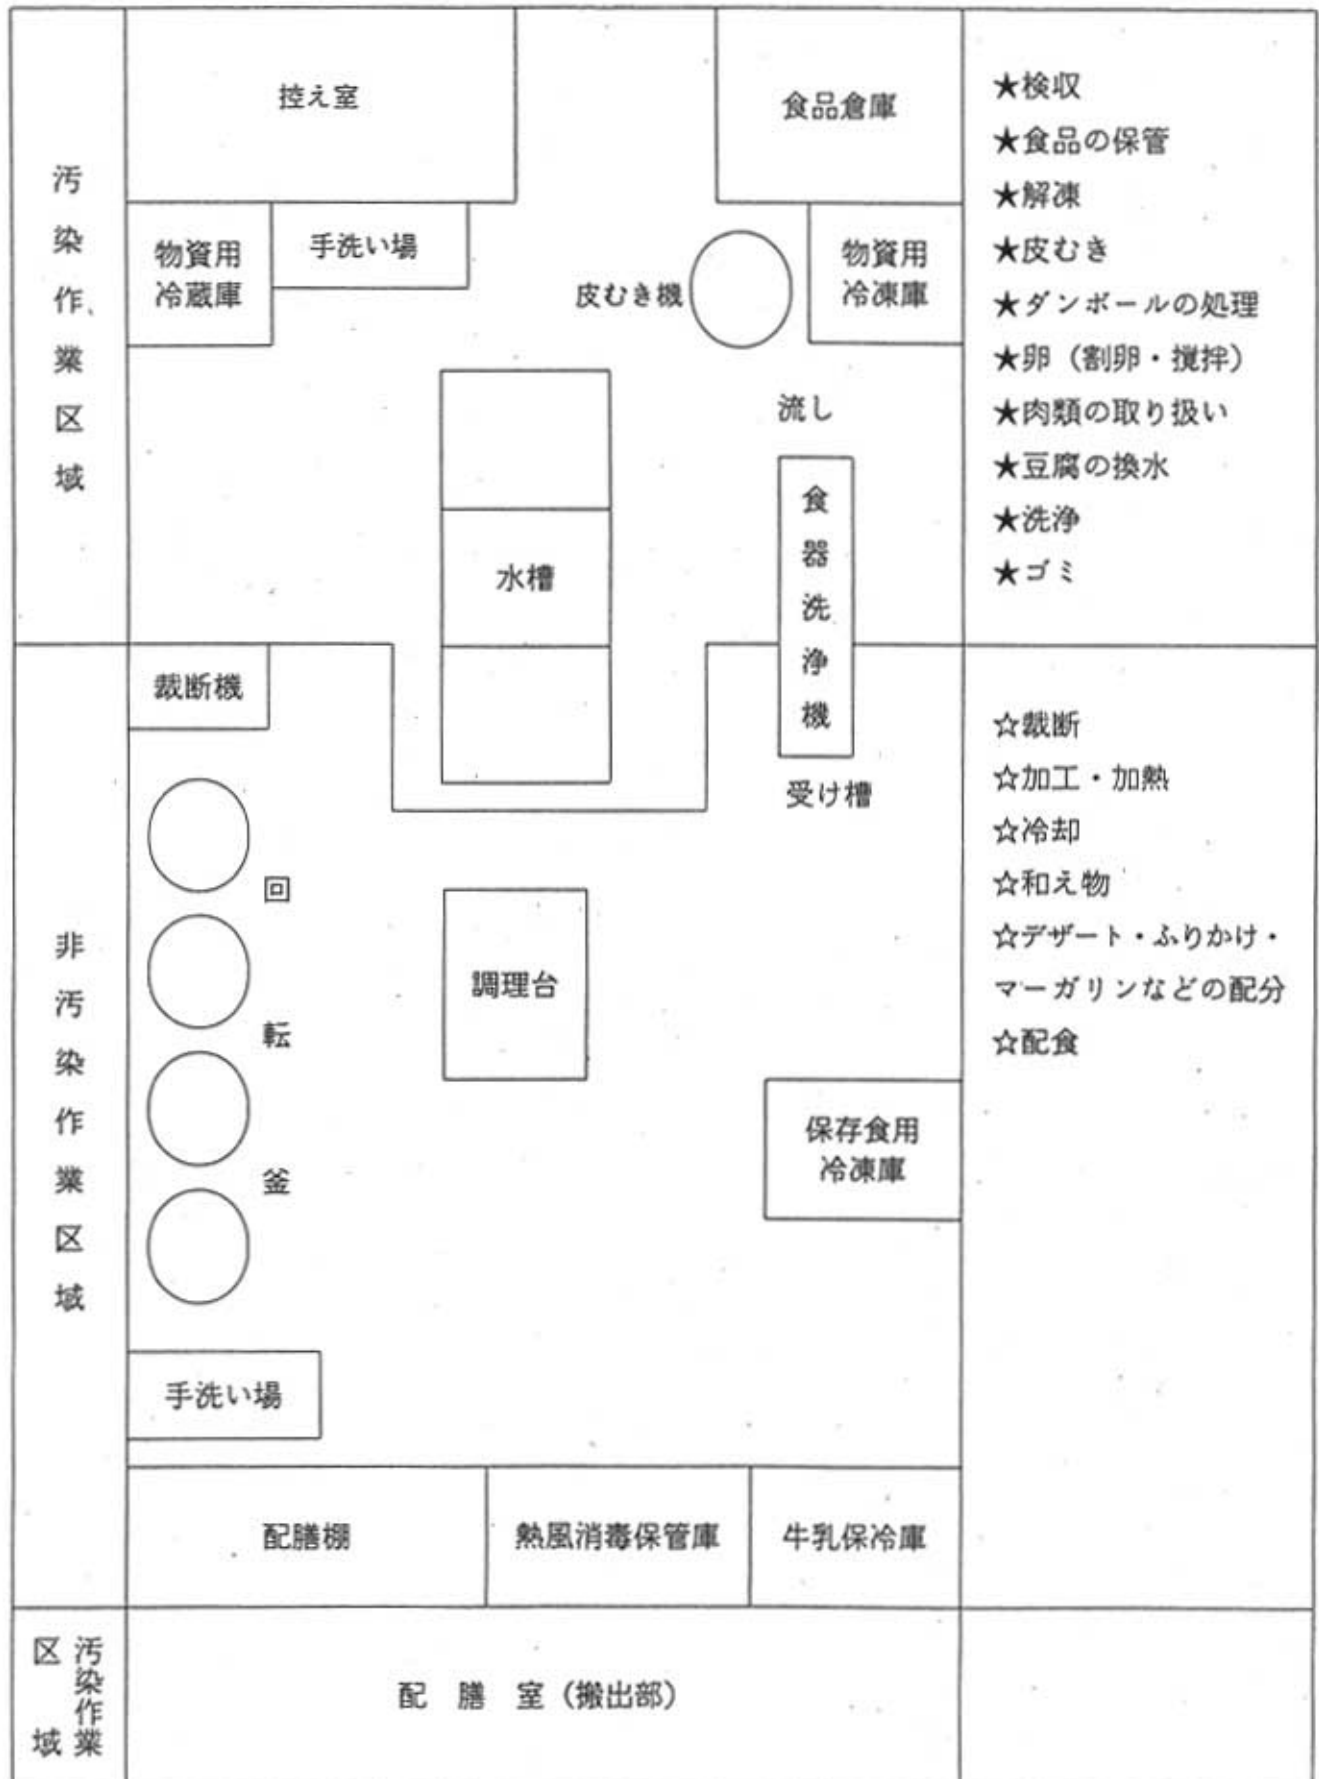 汚染作業区域
控え室
食品倉庫
物資用
冷蔵庫
手洗い場
皮むき機
物資用
冷凍庫
流し
水槽
食器洗浄機
★検収
★食品の保管
★解凍
★皮むき
★ダンボールの処理
★卵（割卵・撹拌）
★肉類の取り扱い
★豆腐の換水
★洗浄
★ゴミ
非汚染作業区域
裁断機
受け槽
回転釜
調理台
保存食用
冷凍庫
手洗い場
配膳棚
熱風消毒保管庫
牛乳保冷庫
☆裁断
☆加工・加熱
☆冷却
☆和え物
☆デザート・ふりかけ・
マーガリンなどの配分
☆配食
汚染作業
区域
配膳室（搬出部）